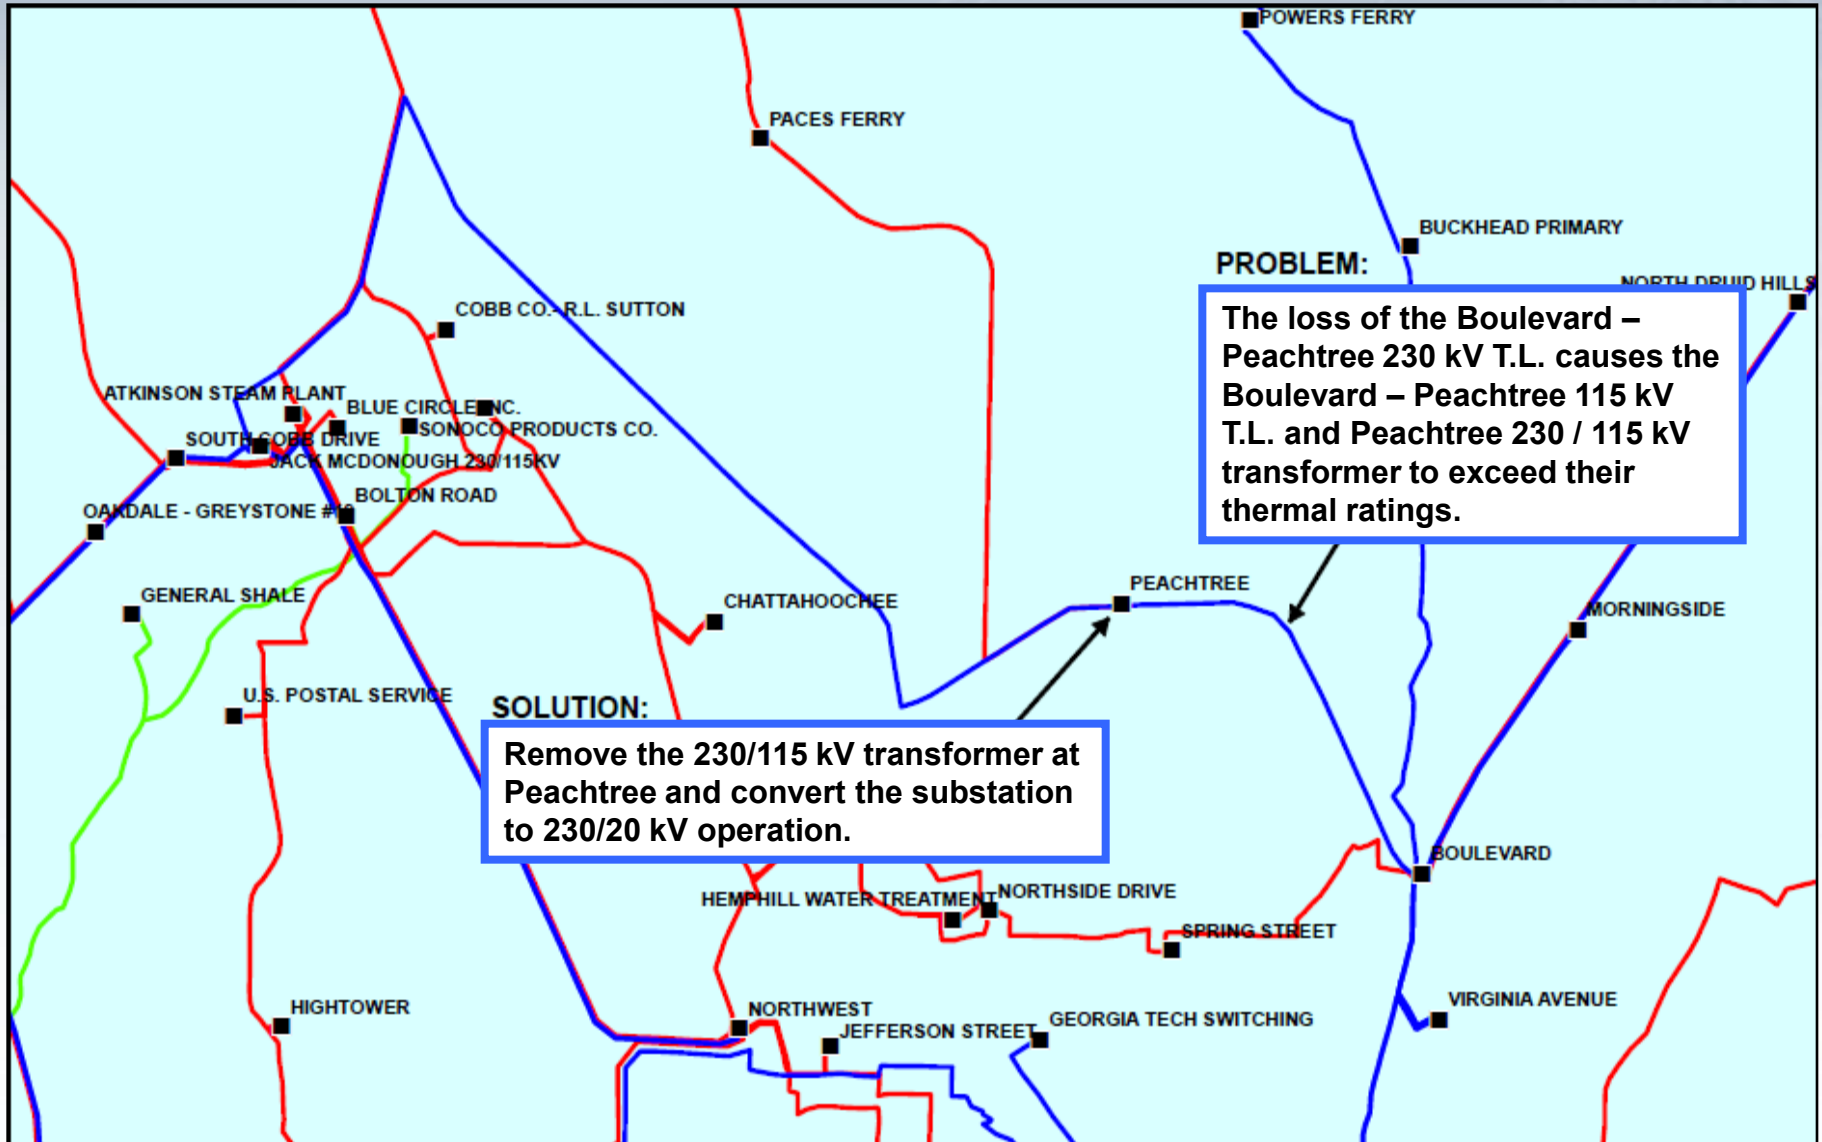 POWERS FERRY
PACES FERRY
BUCKHEAD PRIMARY
PROBLEM:
NORTH DRUID HILLS
The loss of the Boulevard –
Peachtree 230 kV T.L. causes the
Boulevard – Peachtree 115 kV
T.L. and Peachtree 230 / 115 kV
transformer to exceed their
thermal ratings.
COBB CO.- R.L. SUTTON
ATKINSON STEAM PLANT
BLUE CIRCLE INC.
SONOCO PRODUCTS CO.
SOUTH COBB DRIVE
JACK MCDONOUGH 230/115KV
BOLTON ROAD
OAKDALE - GREYSTONE
GENERAL SHALE
CHATTAHOOCHEE
PEACHTREE
MORNINGSIDE
U.S. POSTAL SERVICE
SOLUTION:
Remove the 230/115 kV transformer at
Peachtree and convert the substation
to 230/20 kV operation.
BOULEVARD
HEMPHILL WATER TREATMENT
NORTHSIDE DRIVE
SPRING STREET
HIGHTOWER
NORTHWEST
JEFFERSON STREET
GEORGIA TECH SWITCHING
VIRGINIA AVENUE